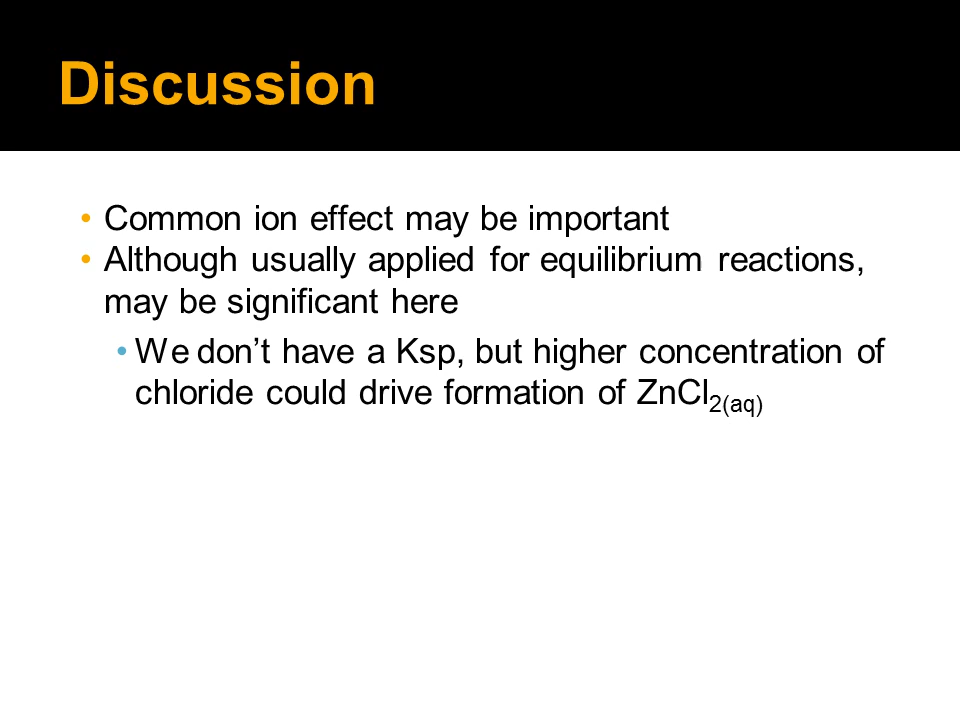 Discussion
• Common ion effect may be important
• Although usually applied for equilibrium reactions,
may be significant here
• We don’t have a Ksp, but higher concentration of
chloride could drive formation of ZnCl2(aq)